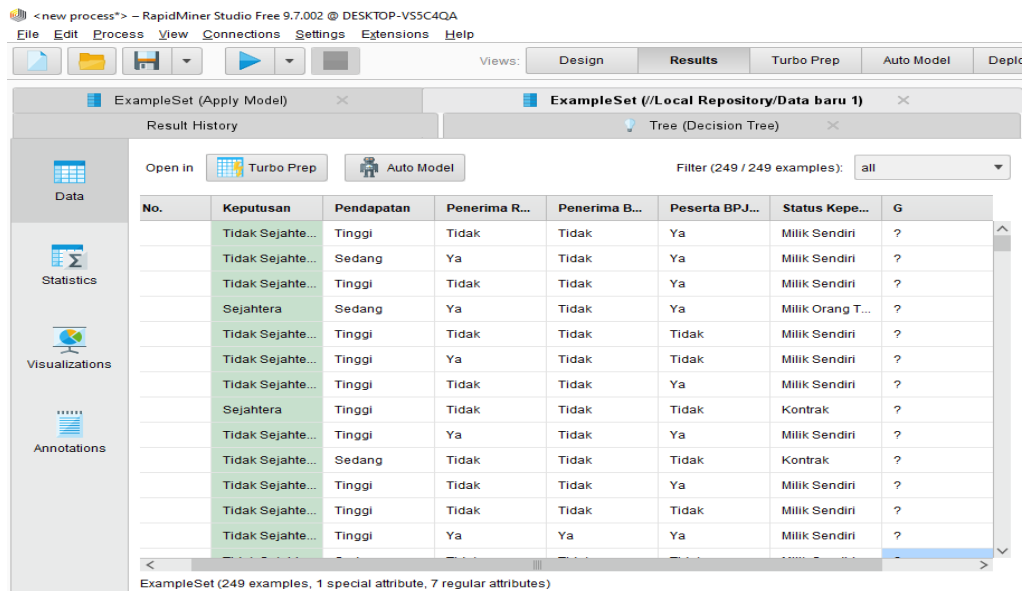 <new process*> – RapidMiner Studio Free 9.7.002 @ DESKTOP-VS5C4QA
File Edit Process View Connections Settings Extensions Help
Views: Design Results Turbo Prep Auto Model Deplo
ExampleSet (Apply Model) ExampleSet (//Local Repository/Data baru 1)
Result History Tree (Decision Tree)
Open in Turbo Prep Auto Model Filter (249 / 249 examples): all
Data
Statistics
Visualizations
Annotations
No. Keputusan Pendapatan Penerima R... Penerima B... Peserta BPJ... Status Kepe... G
Tidak Sejahte... Tinggi Tidak Tidak Ya Milik Sendiri ?
Tidak Sejahte... Sedang Ya Tidak Ya Milik Sendiri ?
Tidak Sejahte... Tinggi Tidak Tidak Ya Milik Sendiri ?
Sejahtera Sedang Ya Tidak Ya Milik Orang T... ?
Tidak Sejahte... Tinggi Tidak Tidak Tidak Milik Sendiri ?
Tidak Sejahte... Tinggi Ya Tidak Tidak Milik Sendiri ?
Tidak Sejahte... Tinggi Tidak Tidak Ya Milik Sendiri ?
Sejahtera Tinggi Tidak Tidak Tidak Kontrak ?
Tidak Sejahte... Tinggi Ya Tidak Ya Milik Sendiri ?
Tidak Sejahte... Sedang Tidak Tidak Tidak Kontrak ?
Tidak Sejahte... Tinggi Tidak Tidak Ya Milik Sendiri ?
Tidak Sejahte... Tinggi Tidak Tidak Tidak Milik Sendiri ?
Tidak Sejahte... Tinggi Ya Ya Ya Milik Sendiri ?
ExampleSet (249 examples, 1 special attribute, 7 regular attributes)